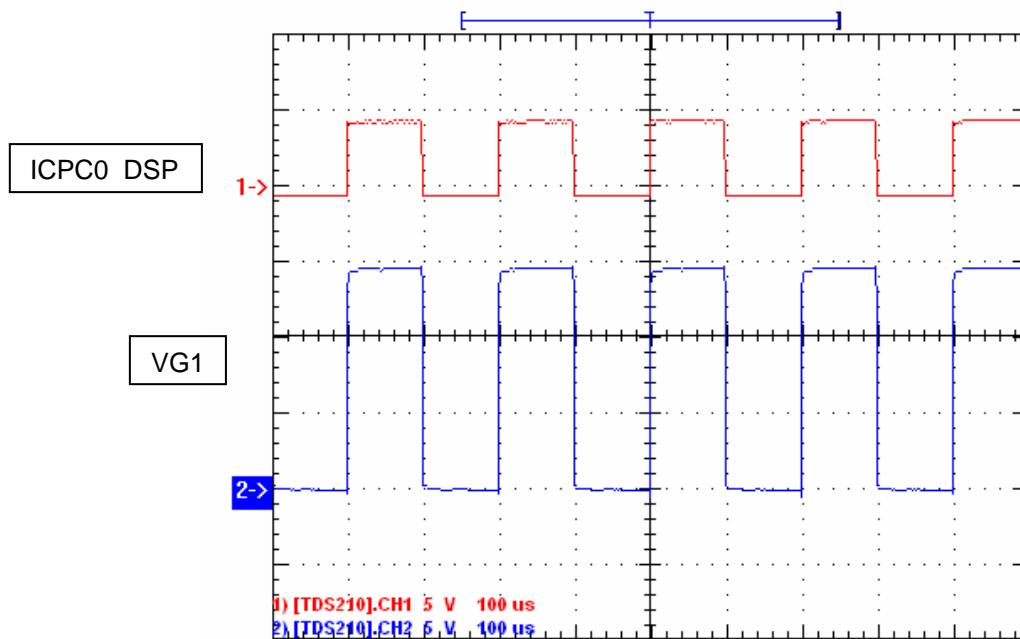 ICPC0 DSP
1->
VG1
2->
1) [TDS210].CH1 5 V 100 us
2) [TDS210].CH2 5 V 100 us